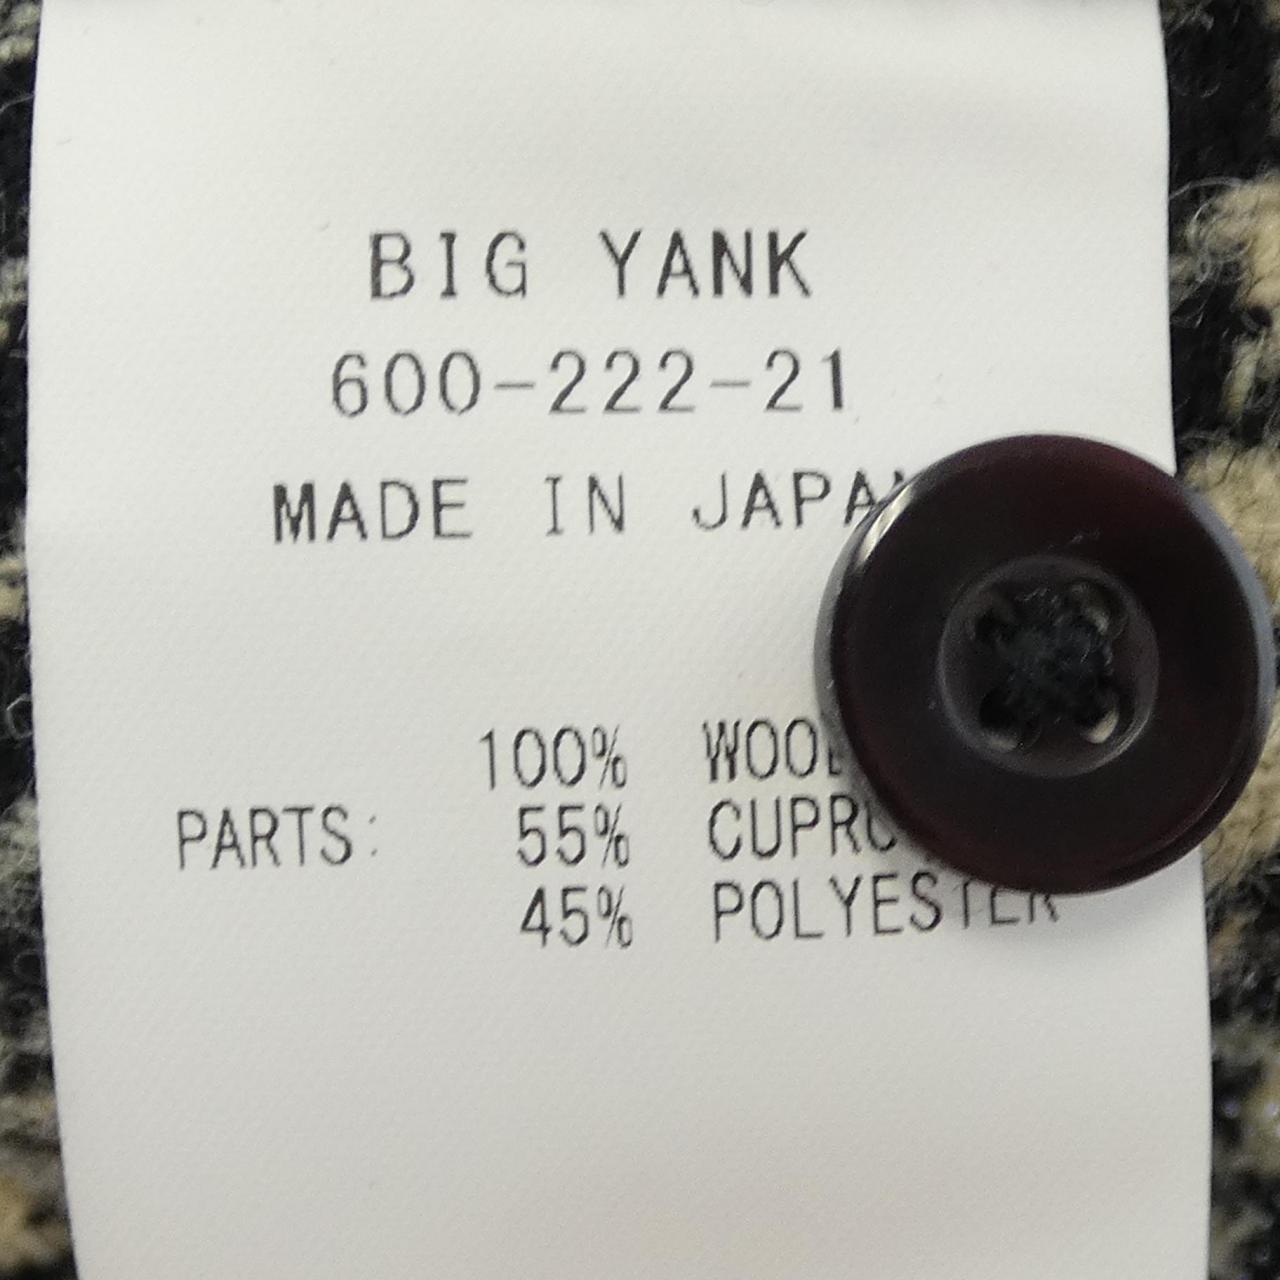 BIG YANK
600-222-21
MADE IN JAPAN
100% WOOL
PARTS: 55% CUPRO
45% POLYESTER